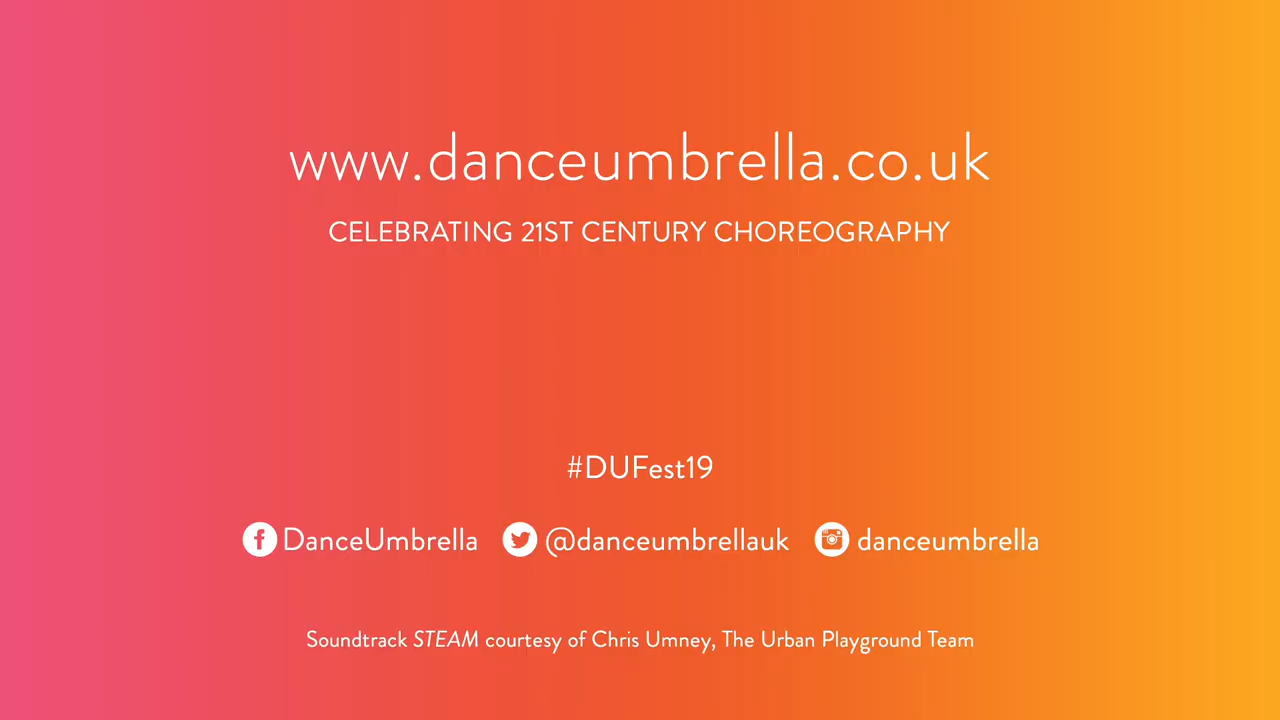 www.danceumbrella.co.uk
CELEBRATING 21ST CENTURY CHOREOGRAPHY
#DUFest19
DanceUmbrella @danceumbrellauk danceumbrella
Soundtrack STEAM courtesy of Chris Umney, The Urban Playground Team